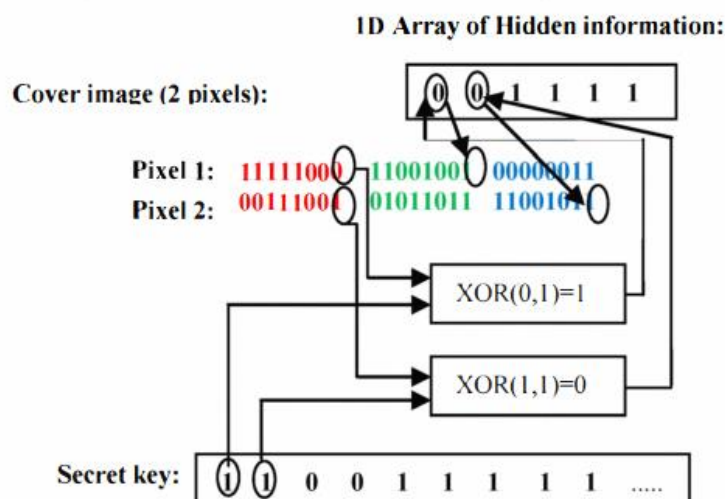 1D Array of Hidden information:
Cover image (2 pixels):
0 0 1 1 1 1
Pixel 1: 11111000 11001001 00000011
Pixel 2: 00111001 01011011 11001011
XOR(0,1)=1
XOR(1,1)=0
Secret key: 1 1 0 0 1 1 1 1 1 .....